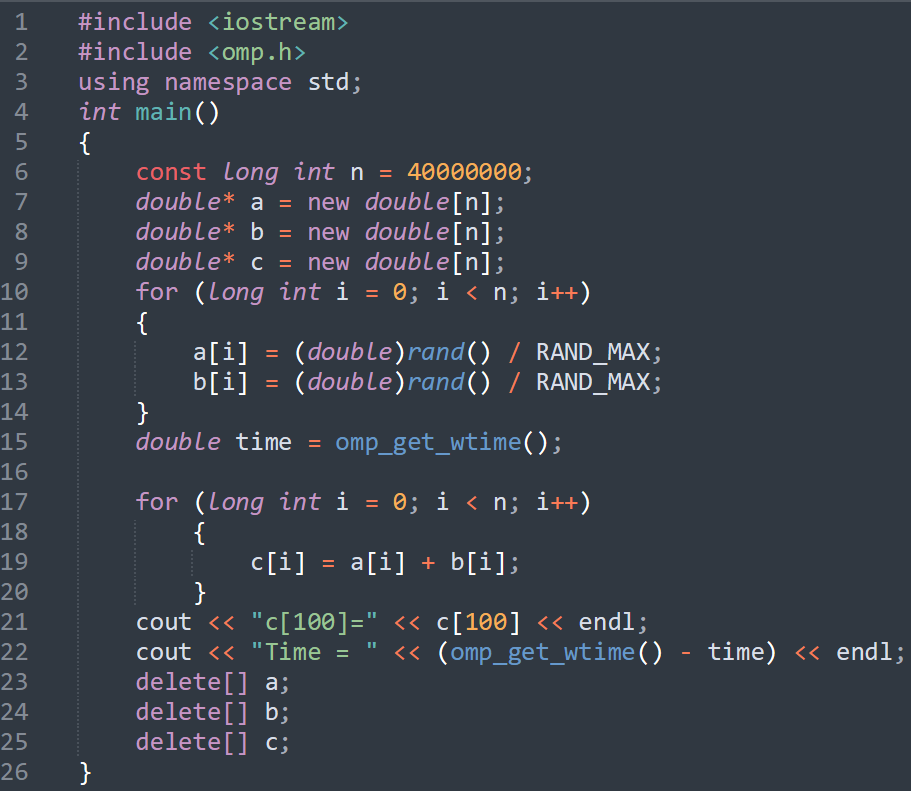 1 #include <iostream>
2 #include <omp.h>
3 using namespace std;
4 int main()
5 {
6     const long int n = 40000000;
7     double* a = new double[n];
8     double* b = new double[n];
9     double* c = new double[n];
10     for (long int i = 0; i < n; i++)
11     {
12         a[i] = (double)rand() / RAND_MAX;
13         b[i] = (double)rand() / RAND_MAX;
14     }
15     double time = omp_get_wtime();
16
17     for (long int i = 0; i < n; i++)
18         {
19             c[i] = a[i] + b[i];
20         }
21     cout << "c[100]=" << c[100] << endl;
22     cout << "Time = " << (omp_get_wtime() - time) << endl;
23     delete[] a;
24     delete[] b;
25     delete[] c;
26 }